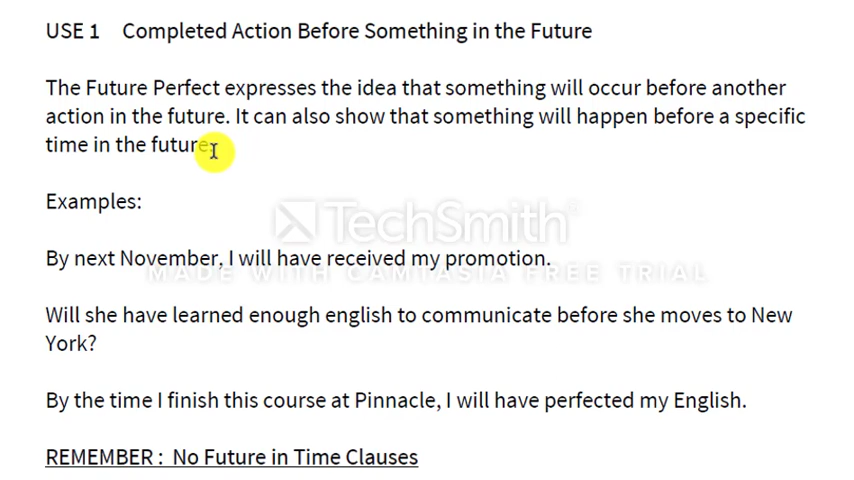 USE 1 Completed Action Before Something in the Future
The Future Perfect expresses the idea that something will occur before another
action in the future. It can also show that something will happen before a specific
time in the future.
Examples:
TechSmith®
By next November, I will have received my promotion.
MADE WITH CAMTASIA FREE TRIAL
Will she have learned enough english to communicate before she moves to New
York?
By the time I finish this course at Pinnacle, I will have perfected my English.
REMEMBER : No Future in Time Clauses